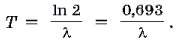 T = ln 2 / λ = 0,693 / λ .